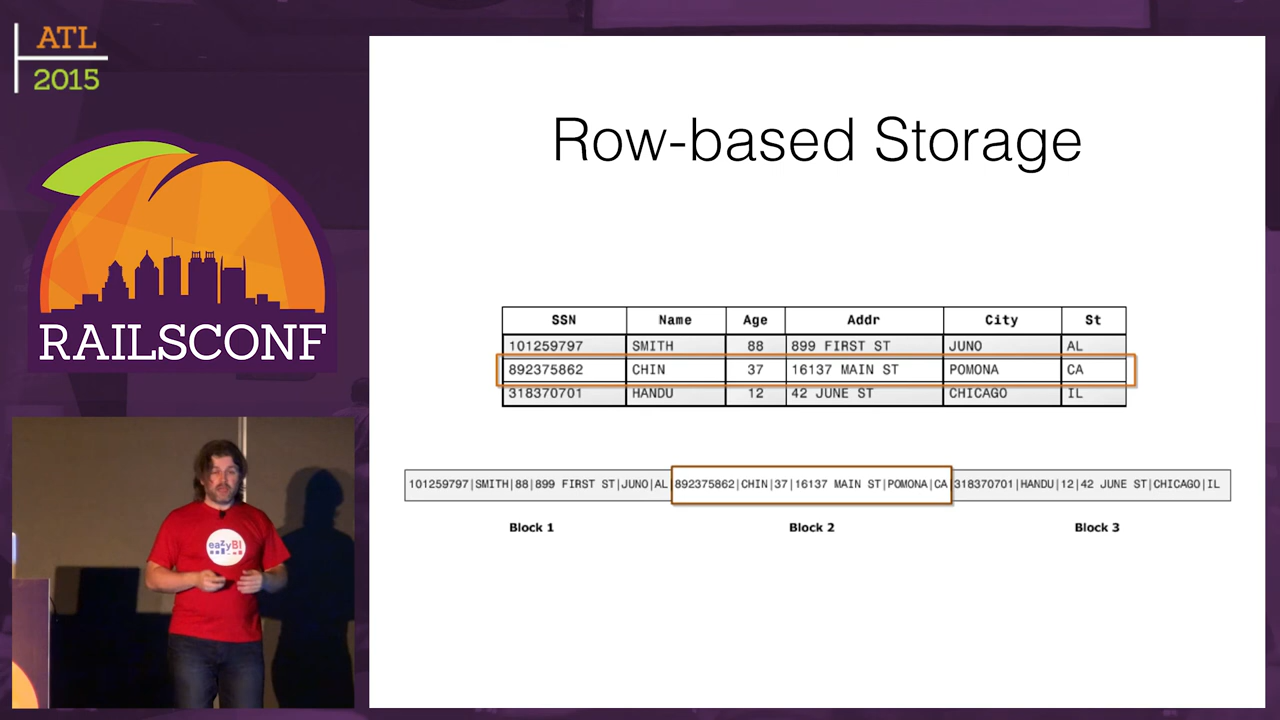 ATL
2015
RAILSCONF
eazyBI
Row-based Storage
SSN Name Age Addr City St
101259797 SMITH 88 899 FIRST ST JUNO AL
892375862 CHIN 37 16137 MAIN ST POMONA CA
318370701 HANDU 12 42 JUNE ST CHICAGO IL
101259797|SMITH|88|899 FIRST ST|JUNO|AL 892375862|CHIN|37|16137 MAIN ST|POMONA|CA 318370701|HANDU|12|42 JUNE ST|CHICAGO|IL
Block 1 Block 2 Block 3